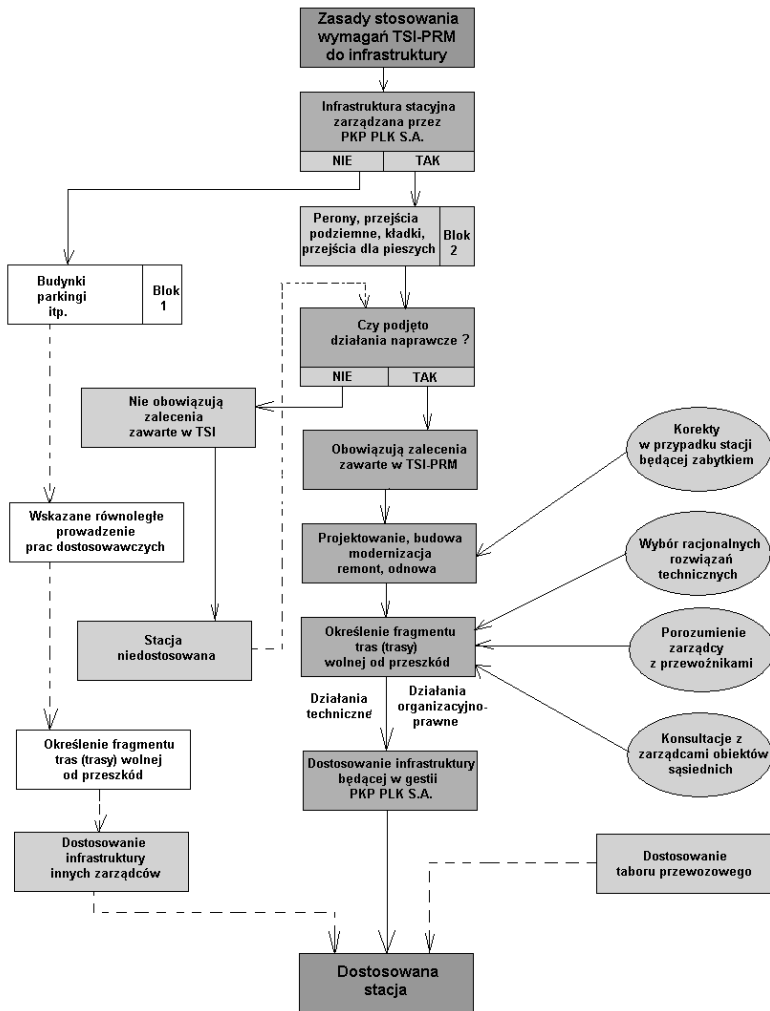 Zasady stosowania
wymagań TSI-PRM
do infrastruktury
Infrastruktura stacyjna
zarządzana przez
PKP PLK S.A.
NIE
TAK
Perony, przejścia
podziemne, kładki,
przejścia dla pieszych
Blok
2
Budynki
parkingi
itp.
Blok
1
Czy podjęto
działania naprawcze ?
NIE
TAK
Nie obowiązują
zalecenia
zawarte w TSI
Obowiązują zalecenia
zawarte w TSI-PRM
Korekty
w przypadku stacji
będącej zabytkiem
Wskazane równoległe
prowadzenie
prac dostosowawczych
Projektowanie, budowa
modernizacja
remont, odnowa
Wybór racjonalnych
rozwiązań
technicznych
Stacja
niedostosowana
Określenie fragmentu
tras (trasy)
wolnej od przeszkód
Porozumienie
zarządcy
z przewoźnikami
Działania
techniczne
Działania
organizacyjno-
prawne
Konsultacje z
zarządcami obiektów
sąsiednich
Określenie fragmentu
tras (trasy) wolnej
od przeszkód
Dostosowanie infrastruktury
będącej w gestii
PKP PLK S.A.
Dostosowanie
infrastruktury
innych zarządców
Dostosowanie
taboru przewozowego
Dostosowana
stacja